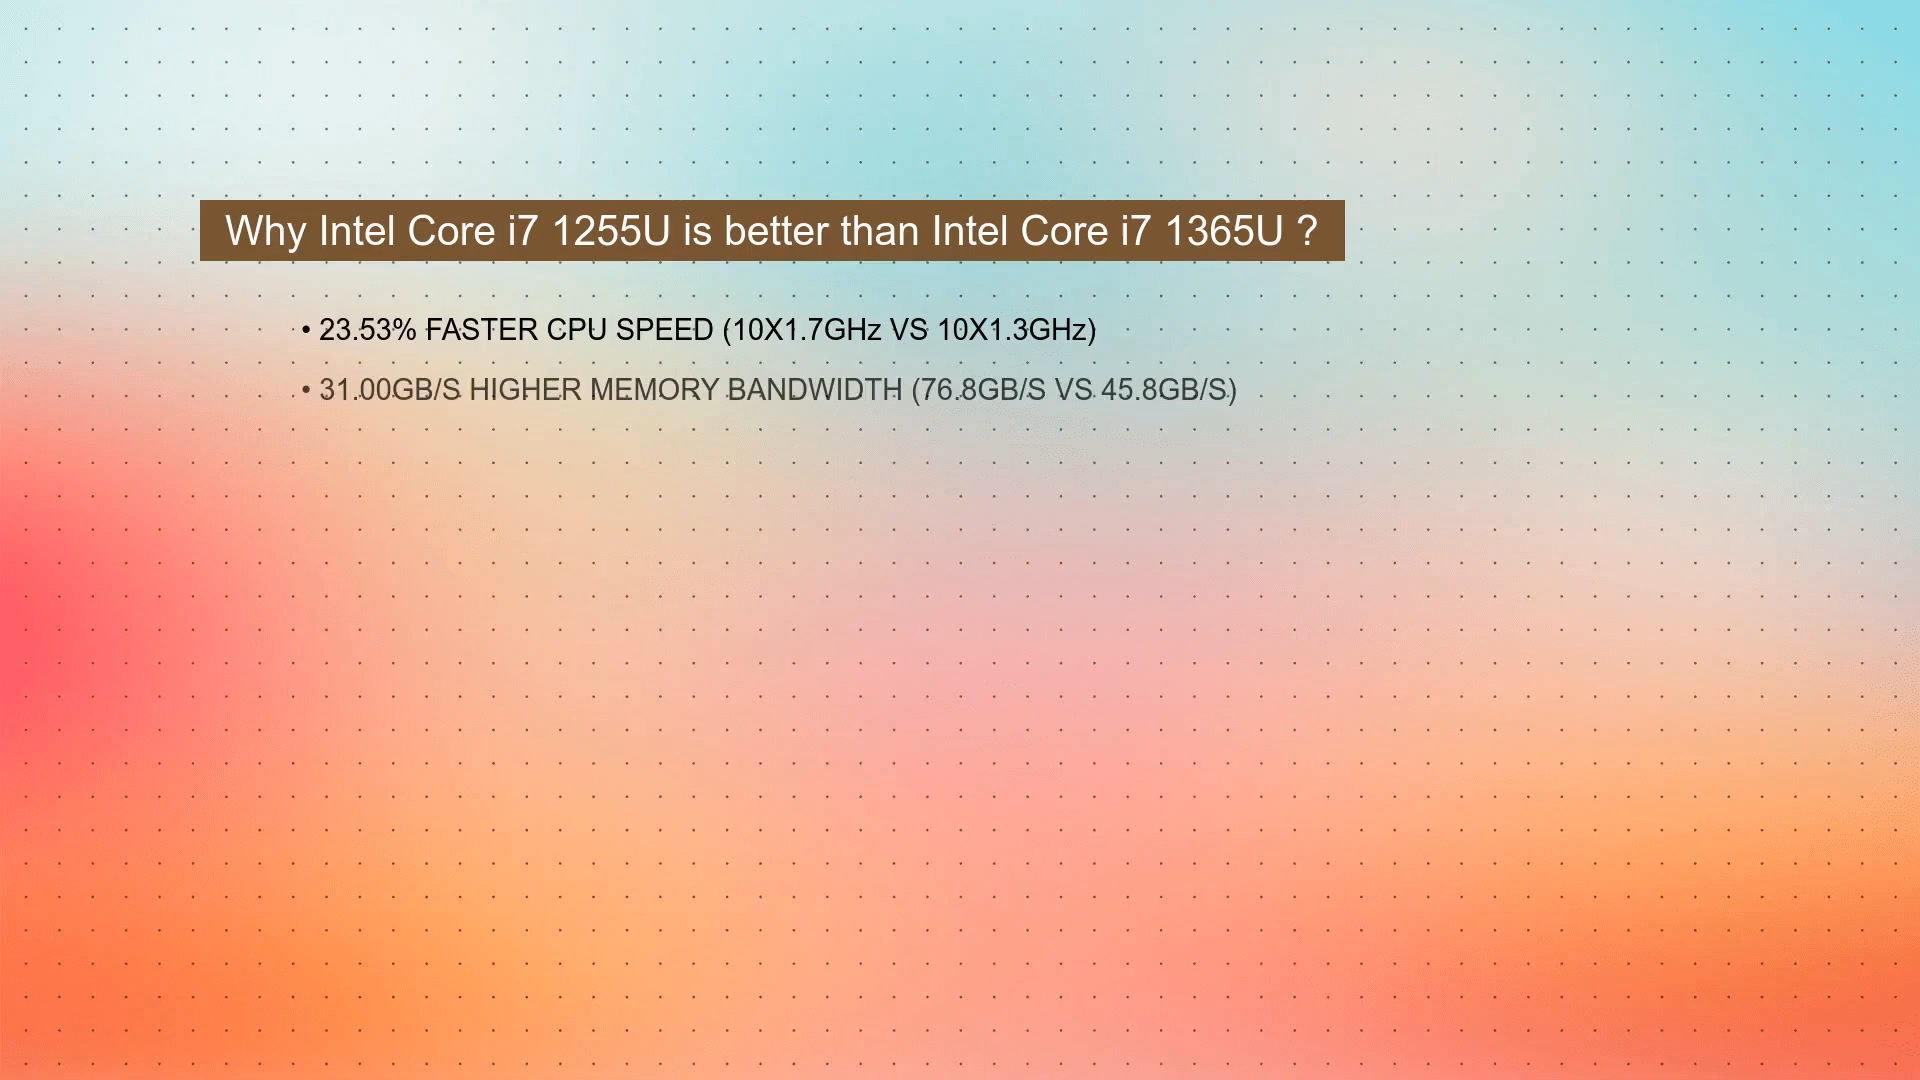 Why Intel Core i7 1255U is better than Intel Core i7 1365U ?
• 23.53% FASTER CPU SPEED (10X1.7GHz VS 10X1.3GHz)
• 31.00GB/S HIGHER MEMORY BANDWIDTH (76.8GB/S VS 45.8GB/S)